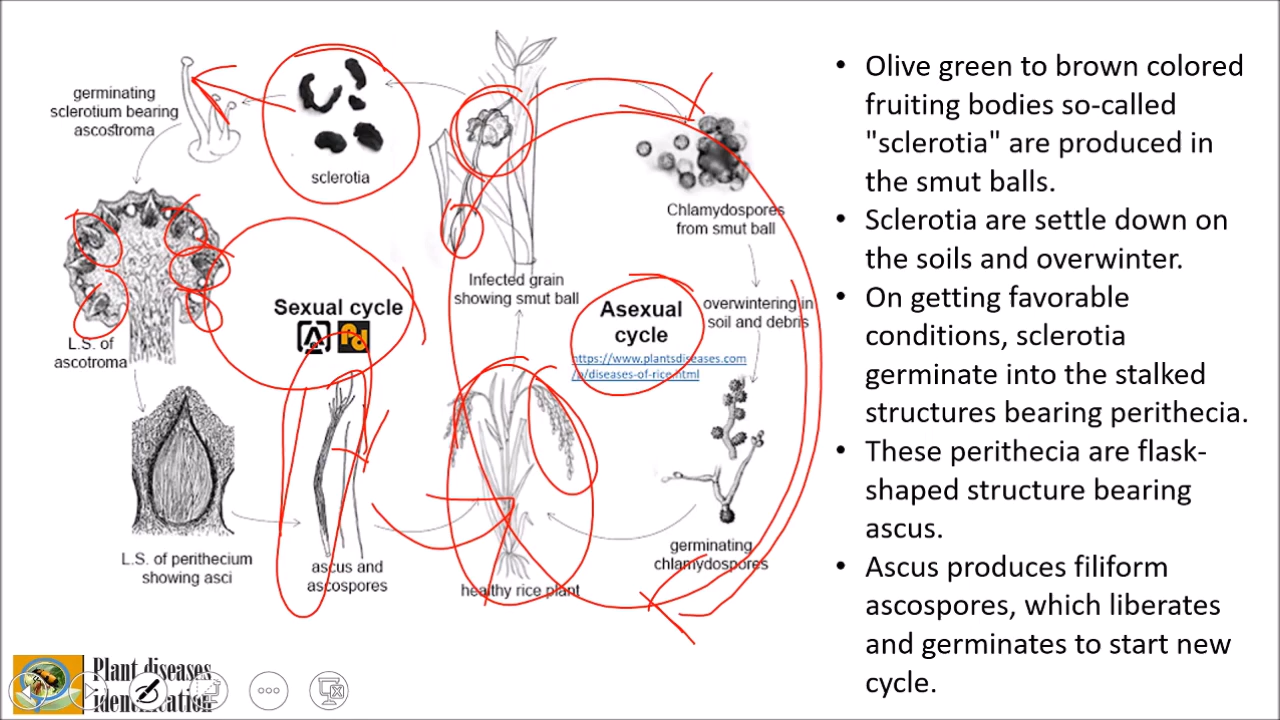 germinating
sclerotium bearing
ascostroma
sclerotia
L.S. of
ascotroma
L.S. of perithecium
showing asci
Sexual cycle
Pd
ascus and
ascospores
Infected grain
showing smut ball
healthy rice plant
Asexual
cycle
https://www.plantsdiseases.com
/p/diseases-of-rice.html
Chlamydospores
from smut ball
overwintering in
soil and debris
germinating
chlamydospores
• Olive green to brown colored
fruiting bodies so-called
"sclerotia" are produced in
the smut balls.
• Sclerotia are settle down on
the soils and overwinter.
• On getting favorable
conditions, sclerotia
germinate into the stalked
structures bearing perithecia.
• These perithecia are flask-
shaped structure bearing
ascus.
• Ascus produces filiform
ascospores, which liberates
and germinates to start new
cycle.
Plant diseases
identification